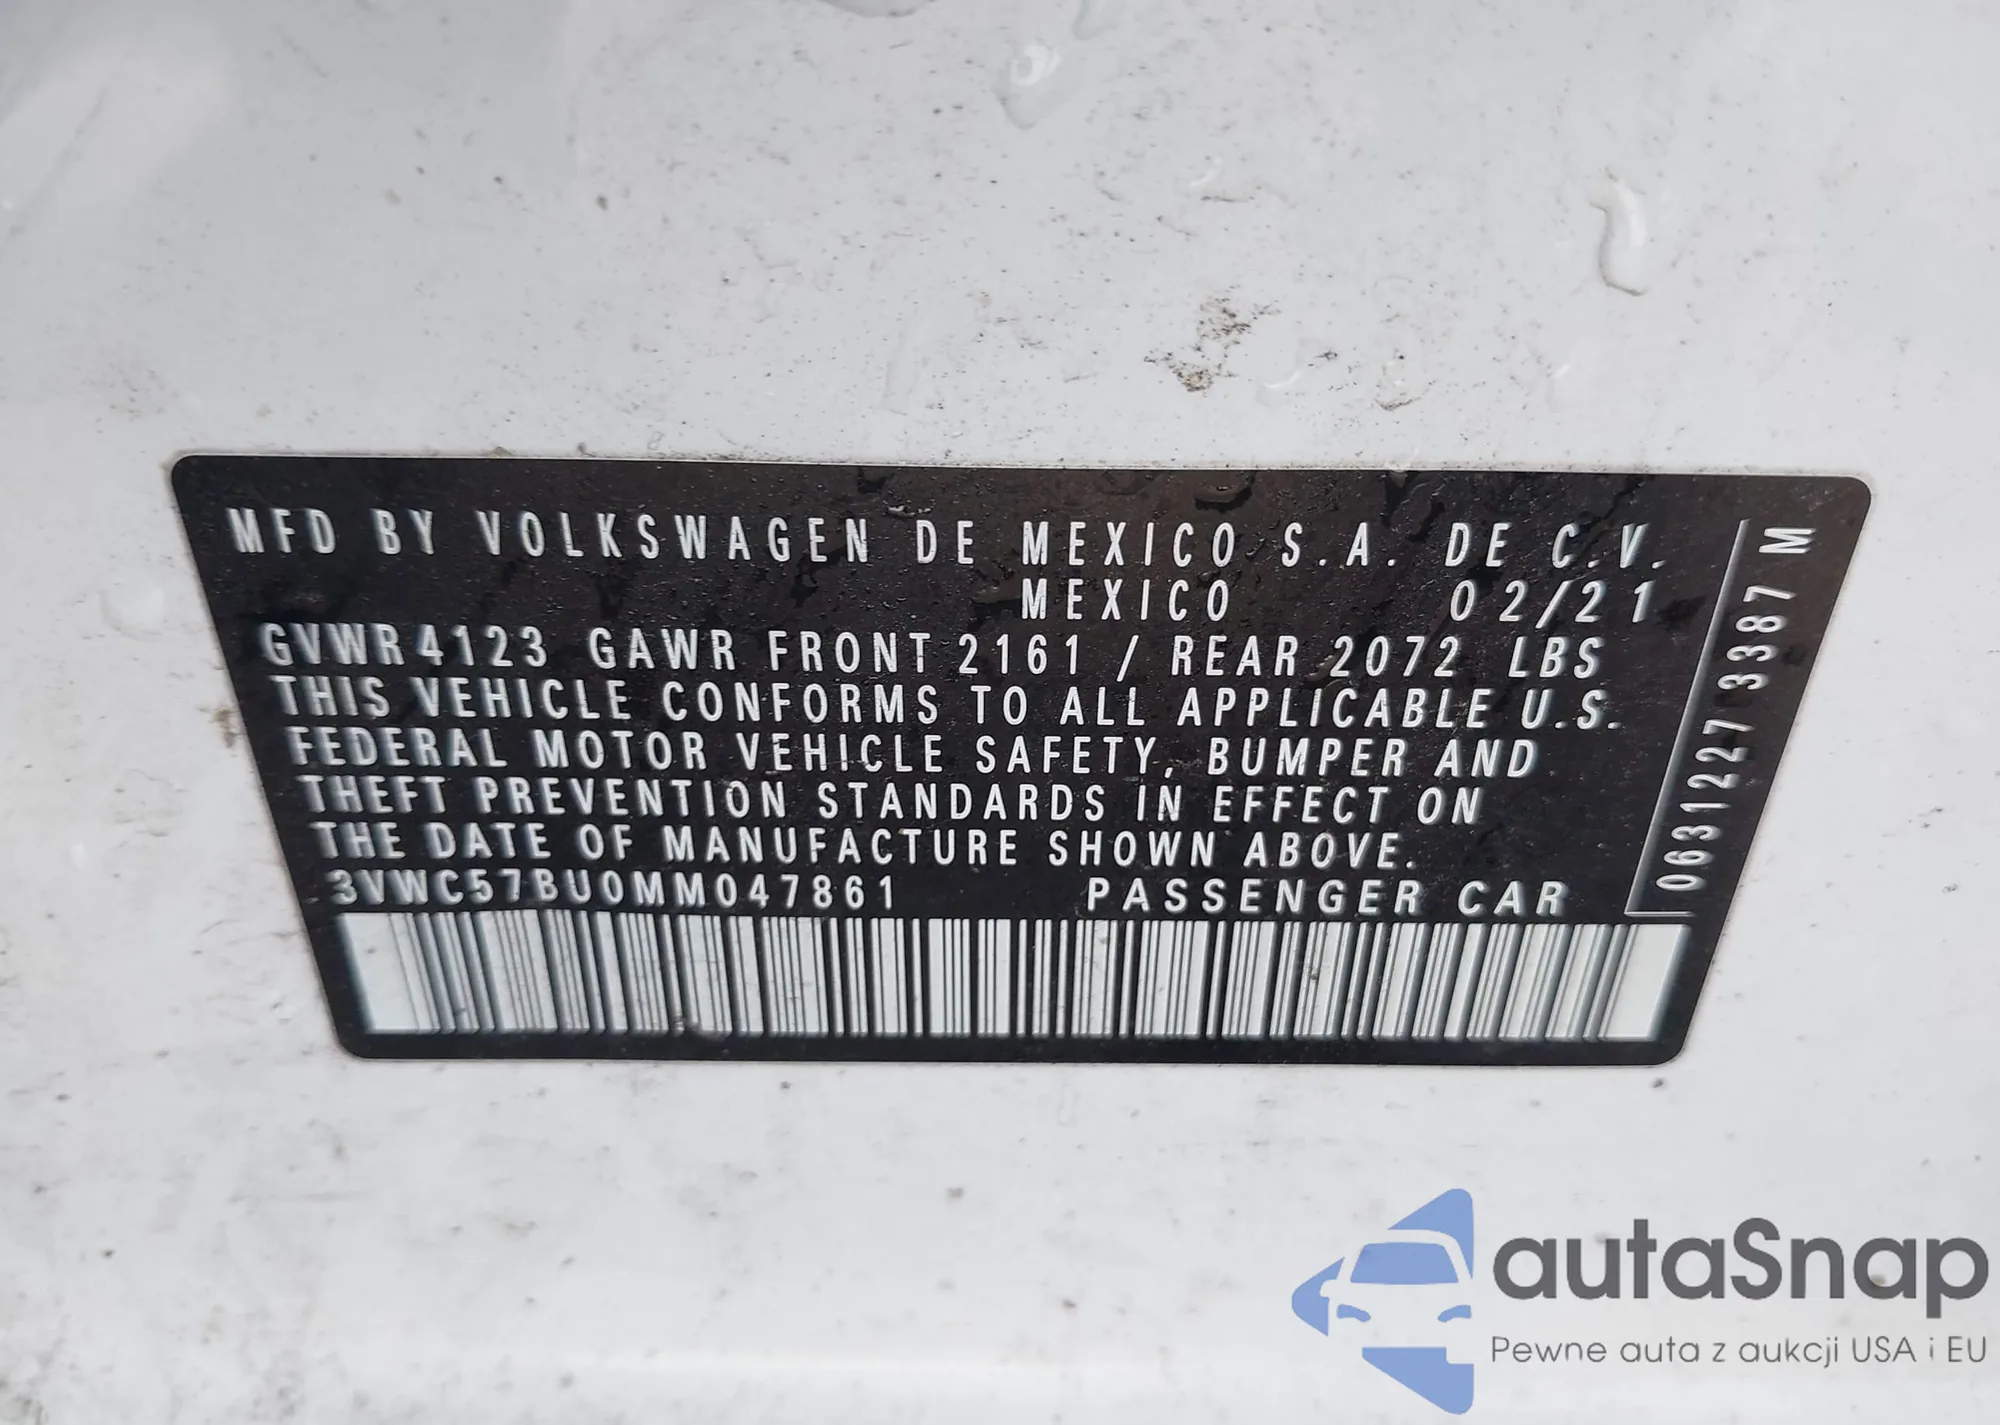 MFD BY VOLKSWAGEN DE MEXICO S.A. DE C.V.
MEXICO 02/21
GVWR 4123 GAWR FRONT 2161 / REAR 2072 LBS
THIS VEHICLE CONFORMS TO ALL APPLICABLE U.S.
FEDERAL MOTOR VEHICLE SAFETY, BUMPER AND
THEFT PREVENTION STANDARDS IN EFFECT ON
THE DATE OF MANUFACTURE SHOWN ABOVE.
3VWC57BU0MM047861 PASSENGER CAR
0631227 3387 M
autaSnap
Pewne auta z aukcji USA i EU